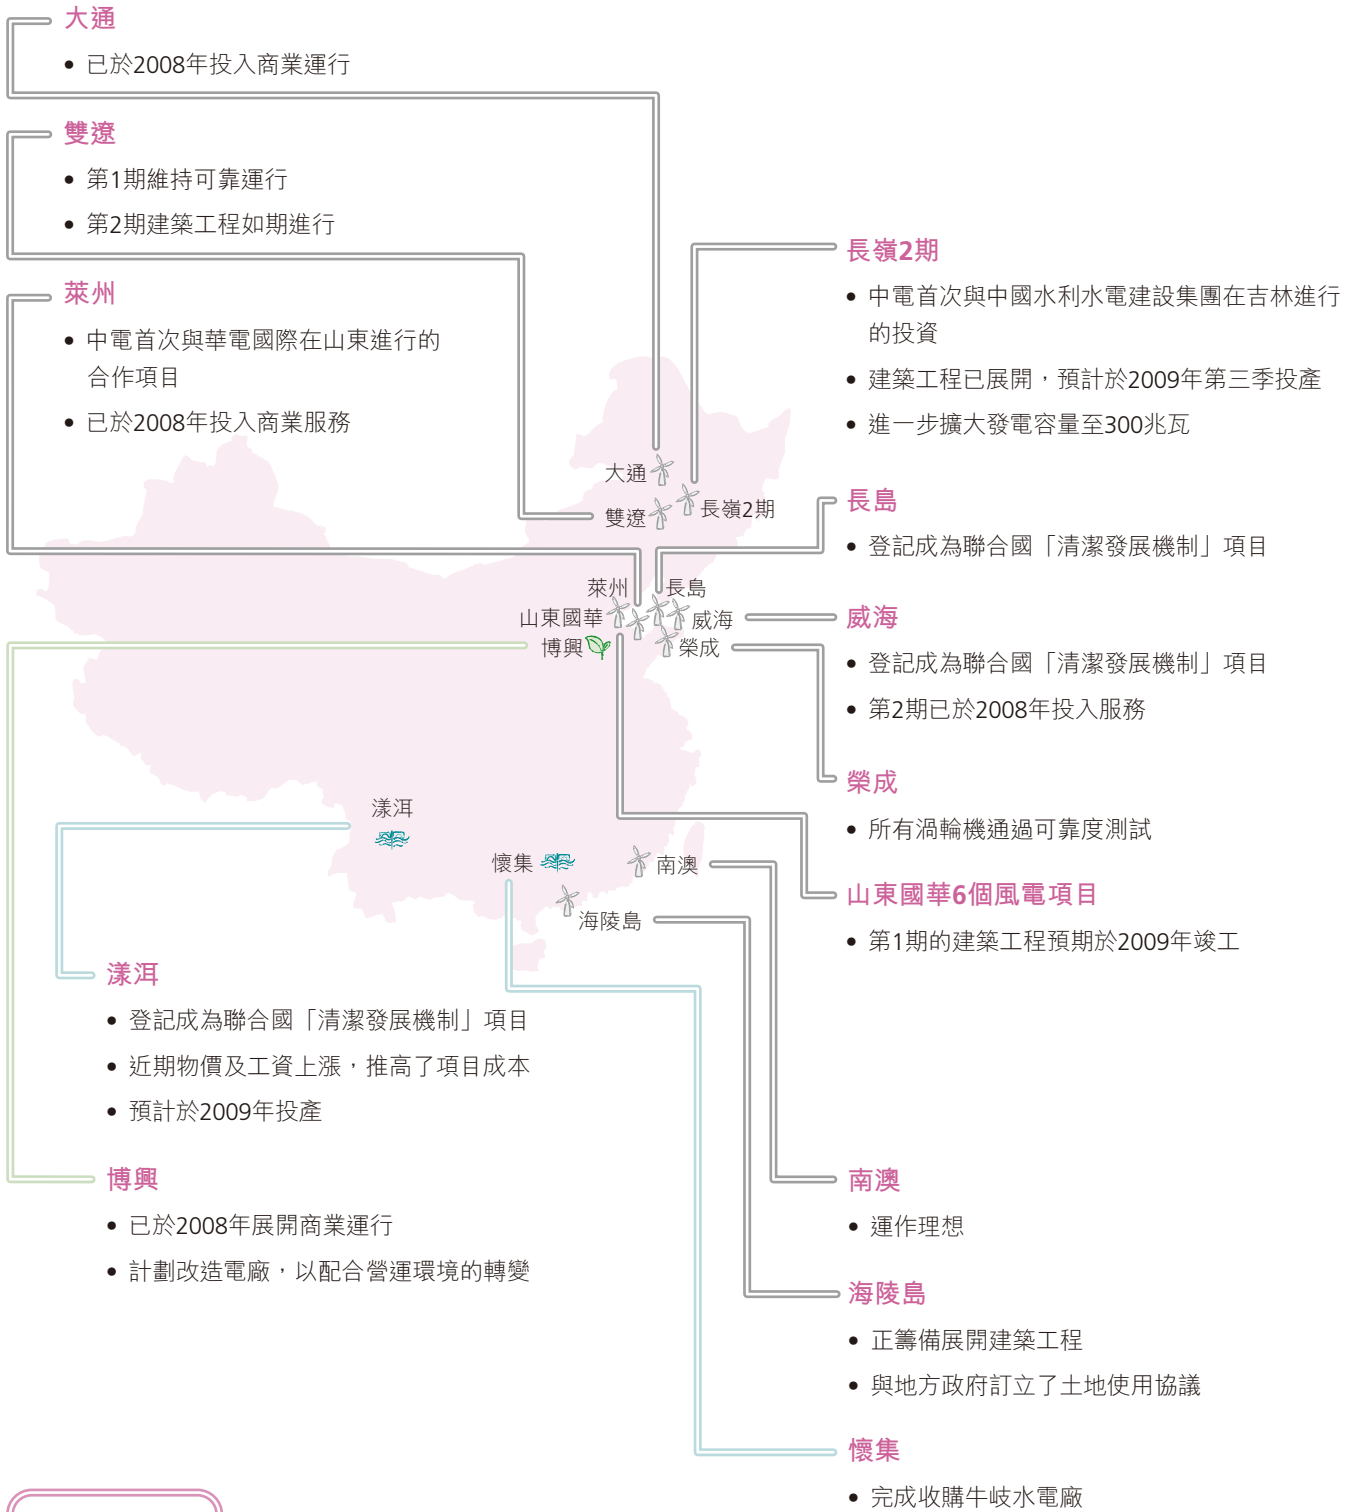 大通
• 已於2008年投入商業運行
雙遼
• 第1期維持可靠運行
• 第2期建築工程如期進行
萊州
• 中電首次與華電國際在山東進行的
合作項目
• 已於2008年投入商業服務
長嶺2期
• 中電首次與中國水利水電建設集團在吉林進行
的投資
• 建築工程已展開，預計於2009年第三季投產
• 進一步擴大發電容量至300兆瓦
長島
• 登記成為聯合國「清潔發展機制」項目
威海
• 登記成為聯合國「清潔發展機制」項目
• 第2期已於2008年投入服務
榮成
• 所有渦輪機通過可靠度測試
山東國華6個風電項目
• 第1期的建築工程預期於2009年竣工
大通
長嶺2期
雙遼
萊州
長島
山東國華
威海
博興
榮成
漾洱
懷集
南澳
海陵島
漾洱
• 登記成為聯合國「清潔發展機制」項目
• 近期物價及工資上漲，推高了項目成本
• 預計於2009年投產
博興
• 已於2008年展開商業運行
• 計劃改造電廠，以配合營運環境的轉變
南澳
• 運作理想
海陵島
• 正籌備展開建築工程
• 與地方政府訂立了土地使用協議
懷集
• 完成收購牛岐水電廠